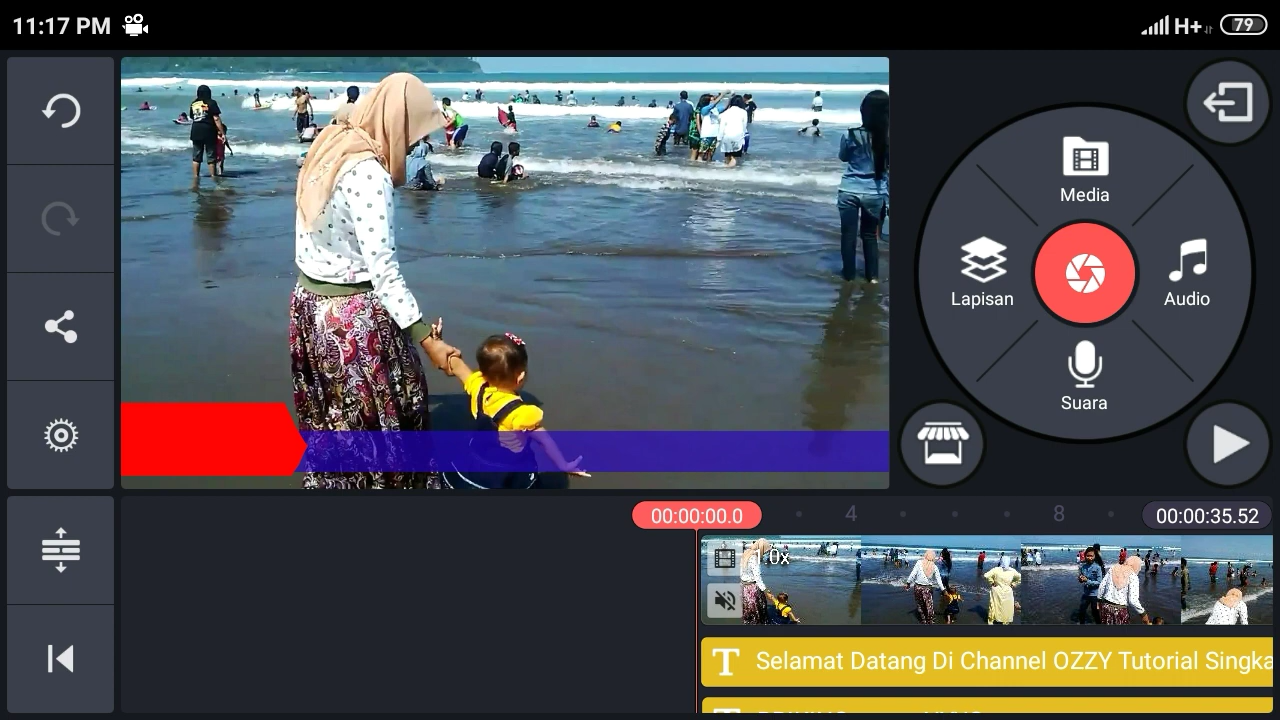 11:17 PM
H+
79
Media
Lapisan
Audio
Suara
00:00:00.0
4
8
00:00:35.52
1.0x
T Selamat Datang Di Channel OZZY Tutorial Singka
T